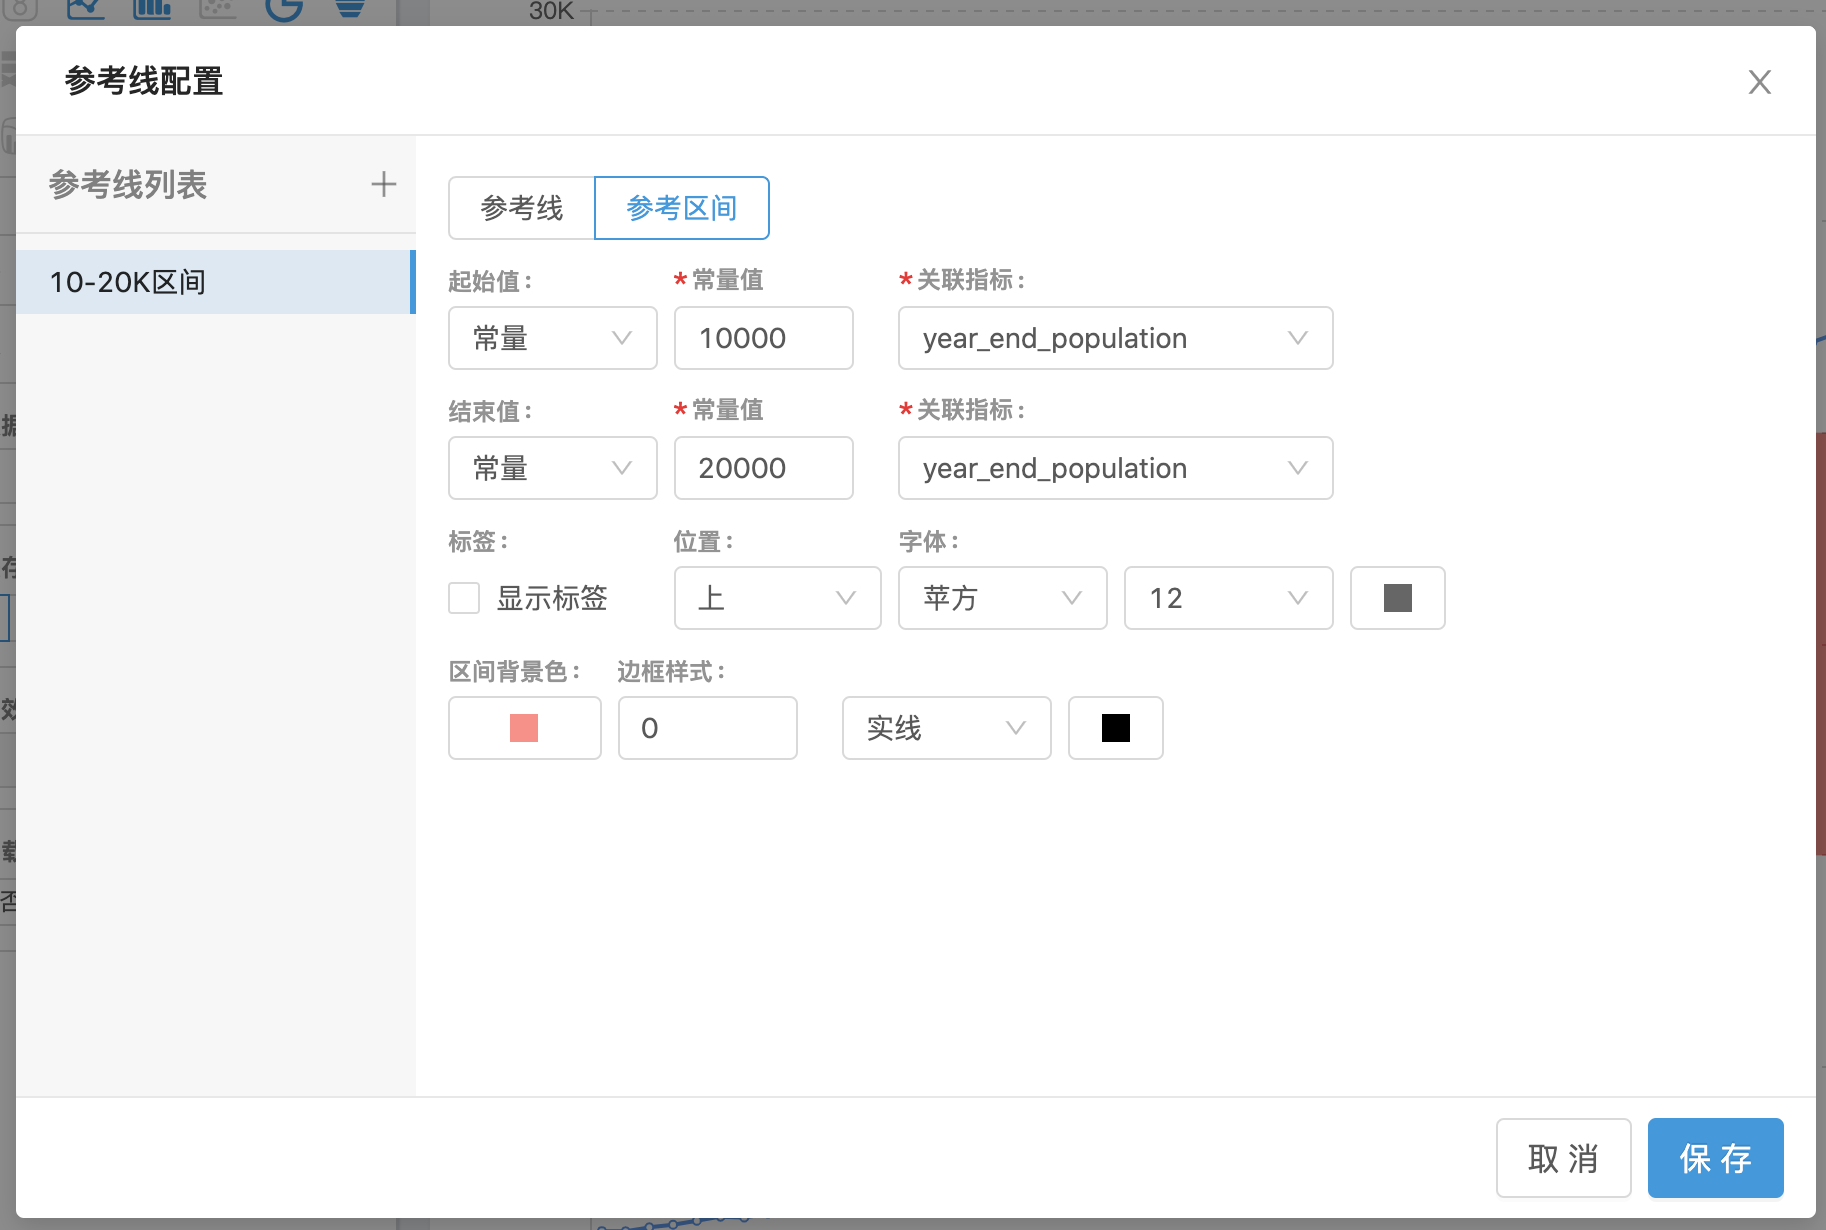 30K
参考线配置
参考线列表
10-20K区间
参考线 参考区间
起始值: *常量值 *关联指标:
常量 10000 year_end_population
结束值: *常量值 *关联指标:
常量 20000 year_end_population
标签: 位置: 字体:
显示标签 上 苹方 12
区间背景色: 边框样式:
0 实线
取消 保存